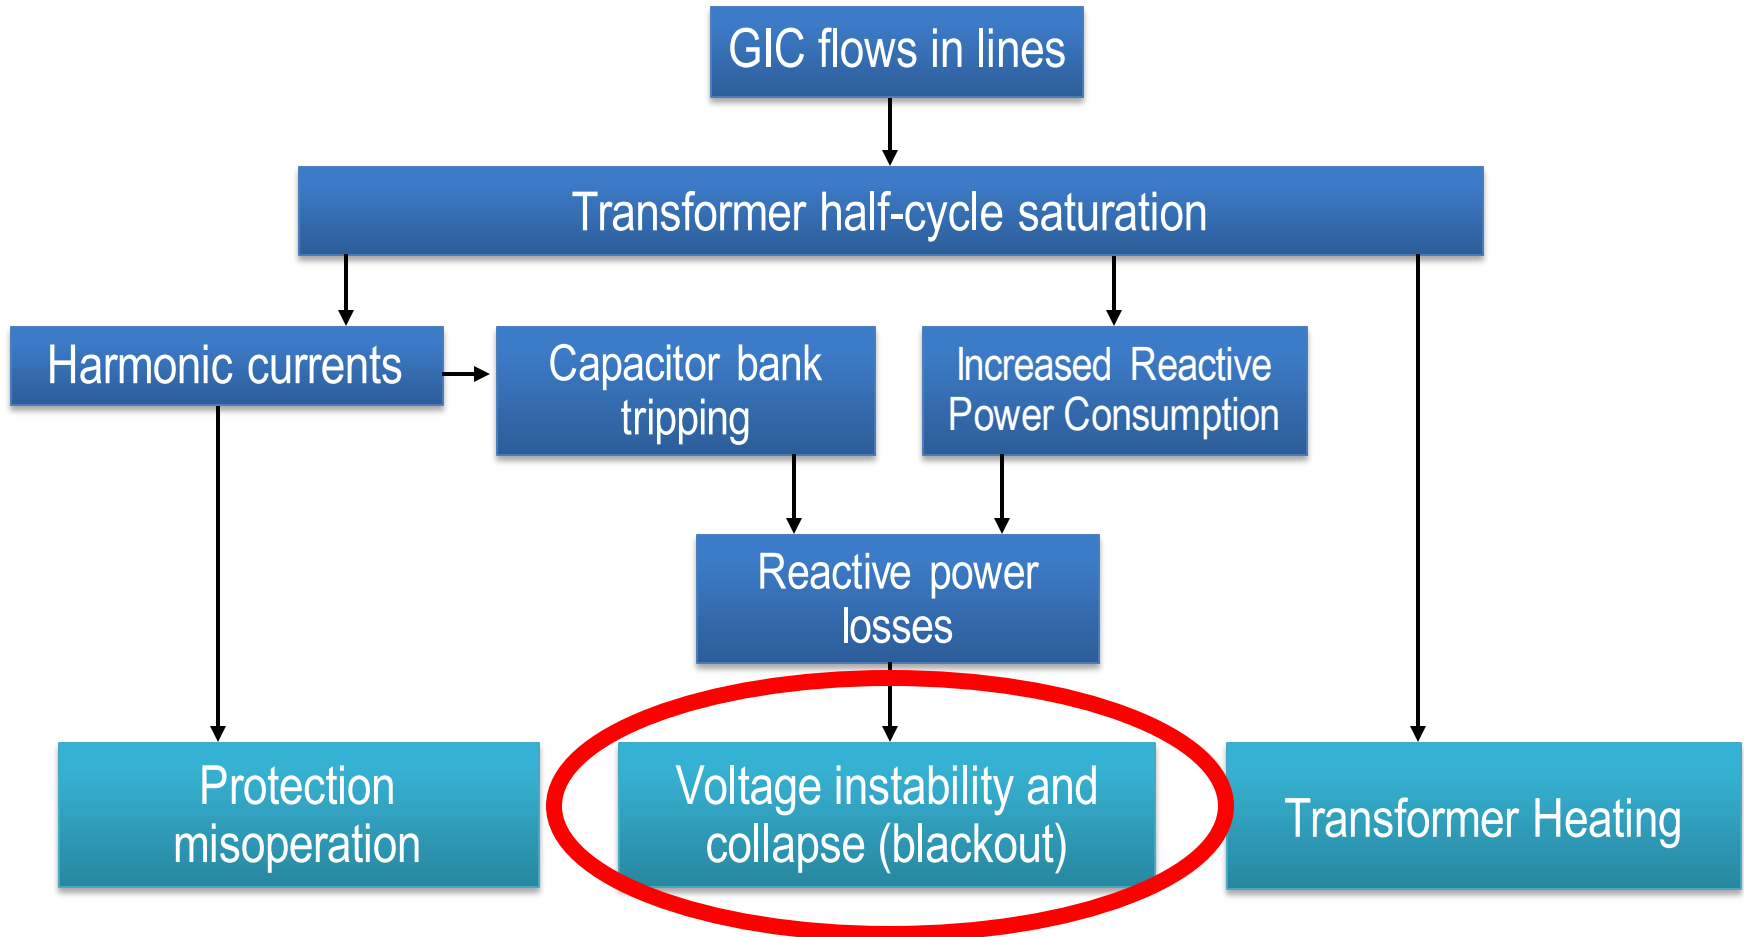 GIC flows in lines
Transformer half-cycle saturation
Harmonic currents
Capacitor bank
tripping
Increased Reactive
Power Consumption
Reactive power
losses
Protection
misoperation
Voltage instability and
collapse (blackout)
Transformer Heating